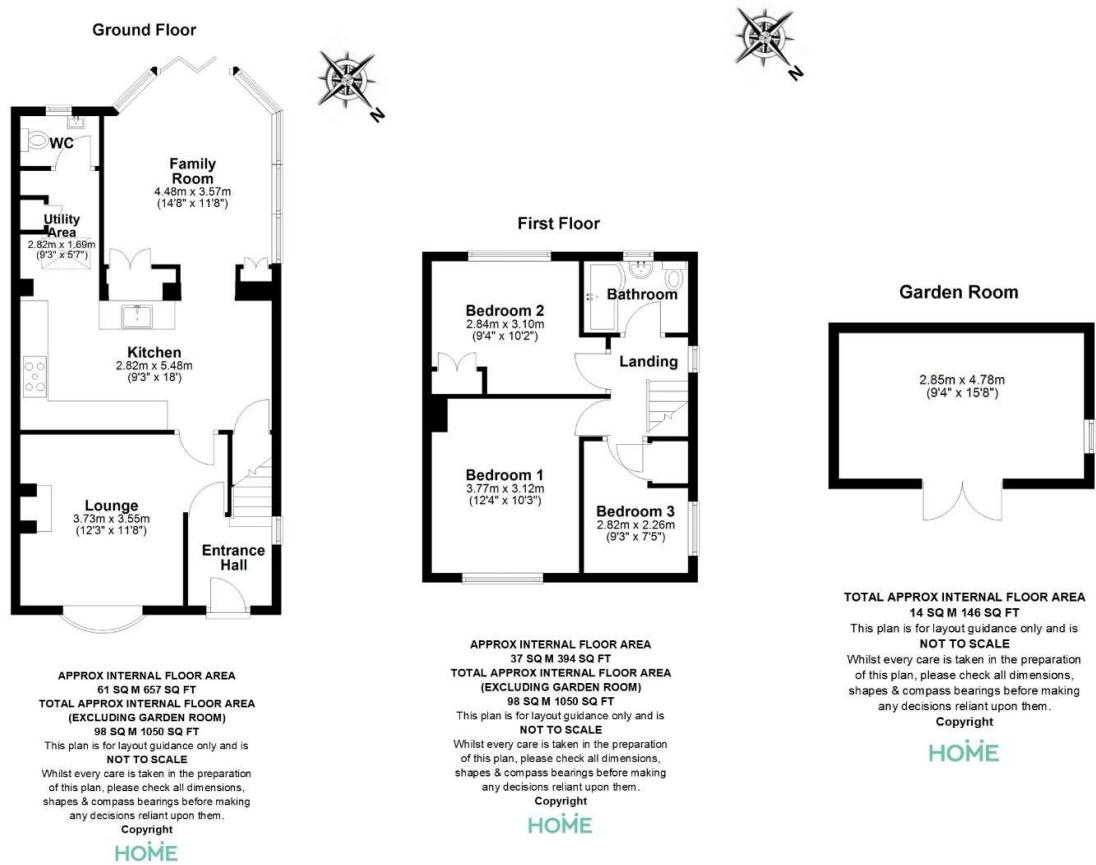 Ground Floor
N
WC
Family
Room
4.48m x 3.57m
(14'8" x 11'8")
Utility
Area
2.82m x 1.69m
(9'3" x 5'7")
Kitchen
2.82m x 5.48m
(9'3" x 18')
Lounge
3.73m x 3.55m
(12'3" x 11'8")
Entrance
Hall
APPROX INTERNAL FLOOR AREA
61 SQ M 657 SQ FT
TOTAL APPROX INTERNAL FLOOR AREA
(EXCLUDING GARDEN ROOM)
98 SQ M 1050 SQ FT
This plan is for layout guidance only and is
NOT TO SCALE
Whilst every care is taken in the preparation
of this plan, please check all dimensions,
shapes & compass bearings before making
any decisions reliant upon them.
Copyright
HOME
First Floor
Bedroom 2
2.84m x 3.10m
(9'4" x 10'2")
Bathroom
Landing
Bedroom 1
3.77m x 3.12m
(12'4" x 10'3")
Bedroom 3
2.82m x 2.26m
(9'3" x 7'5")
APPROX INTERNAL FLOOR AREA
37 SQ M 394 SQ FT
TOTAL APPROX INTERNAL FLOOR AREA
(EXCLUDING GARDEN ROOM)
98 SQ M 1050 SQ FT
This plan is for layout guidance only and is
NOT TO SCALE
Whilst every care is taken in the preparation
of this plan, please check all dimensions,
shapes & compass bearings before making
any decisions reliant upon them.
Copyright
HOME
N
Garden Room
2.85m x 4.78m
(9'4" x 15'8")
TOTAL APPROX INTERNAL FLOOR AREA
14 SQ M 146 SQ FT
This plan is for layout guidance only and is
NOT TO SCALE
Whilst every care is taken in the preparation
of this plan, please check all dimensions,
shapes & compass bearings before making
any decisions reliant upon them.
Copyright
HOME